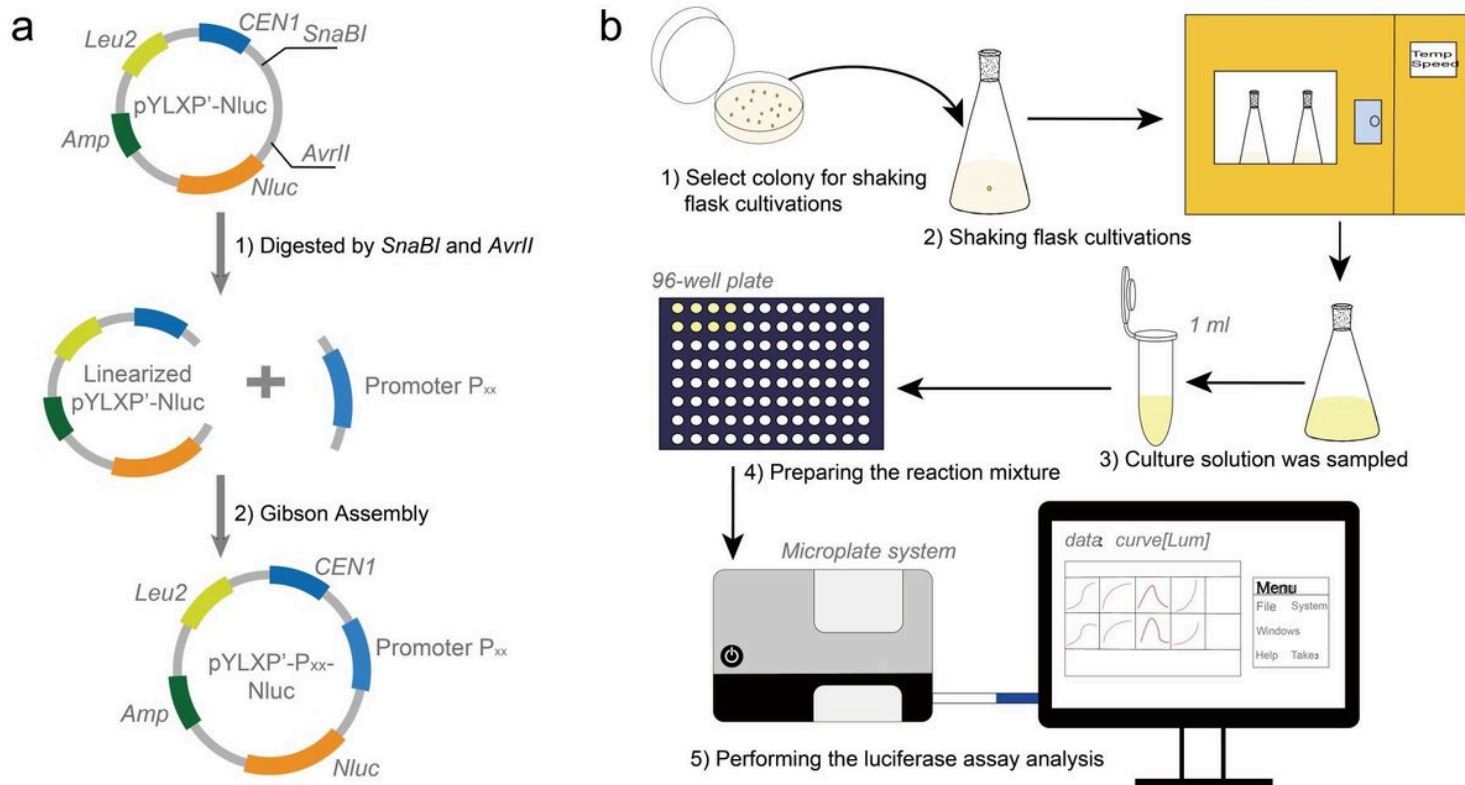 a
Leu2
CEN1
SnaBI
pYLXP'-Nluc
Amp
AvrII
Nluc
1) Digested by SnaBI and AvrII
Linearized
pYLXP'-Nluc
+
Promoter Pxx
2) Gibson Assembly
Leu2
CEN1
Promoter Pxx
pYLXP'-Pxx-
Nluc
Amp
Nluc
b
Temp
Speed
1) Select colony for shaking
flask cultivations
2) Shaking flask cultivations
96-well plate
1 ml
3) Culture solution was sampled
4) Preparing the reaction mixture
Microplate system
data: curve[Lum]
Menu
File System
Windows
Help Takes
5) Performing the luciferase assay analysis